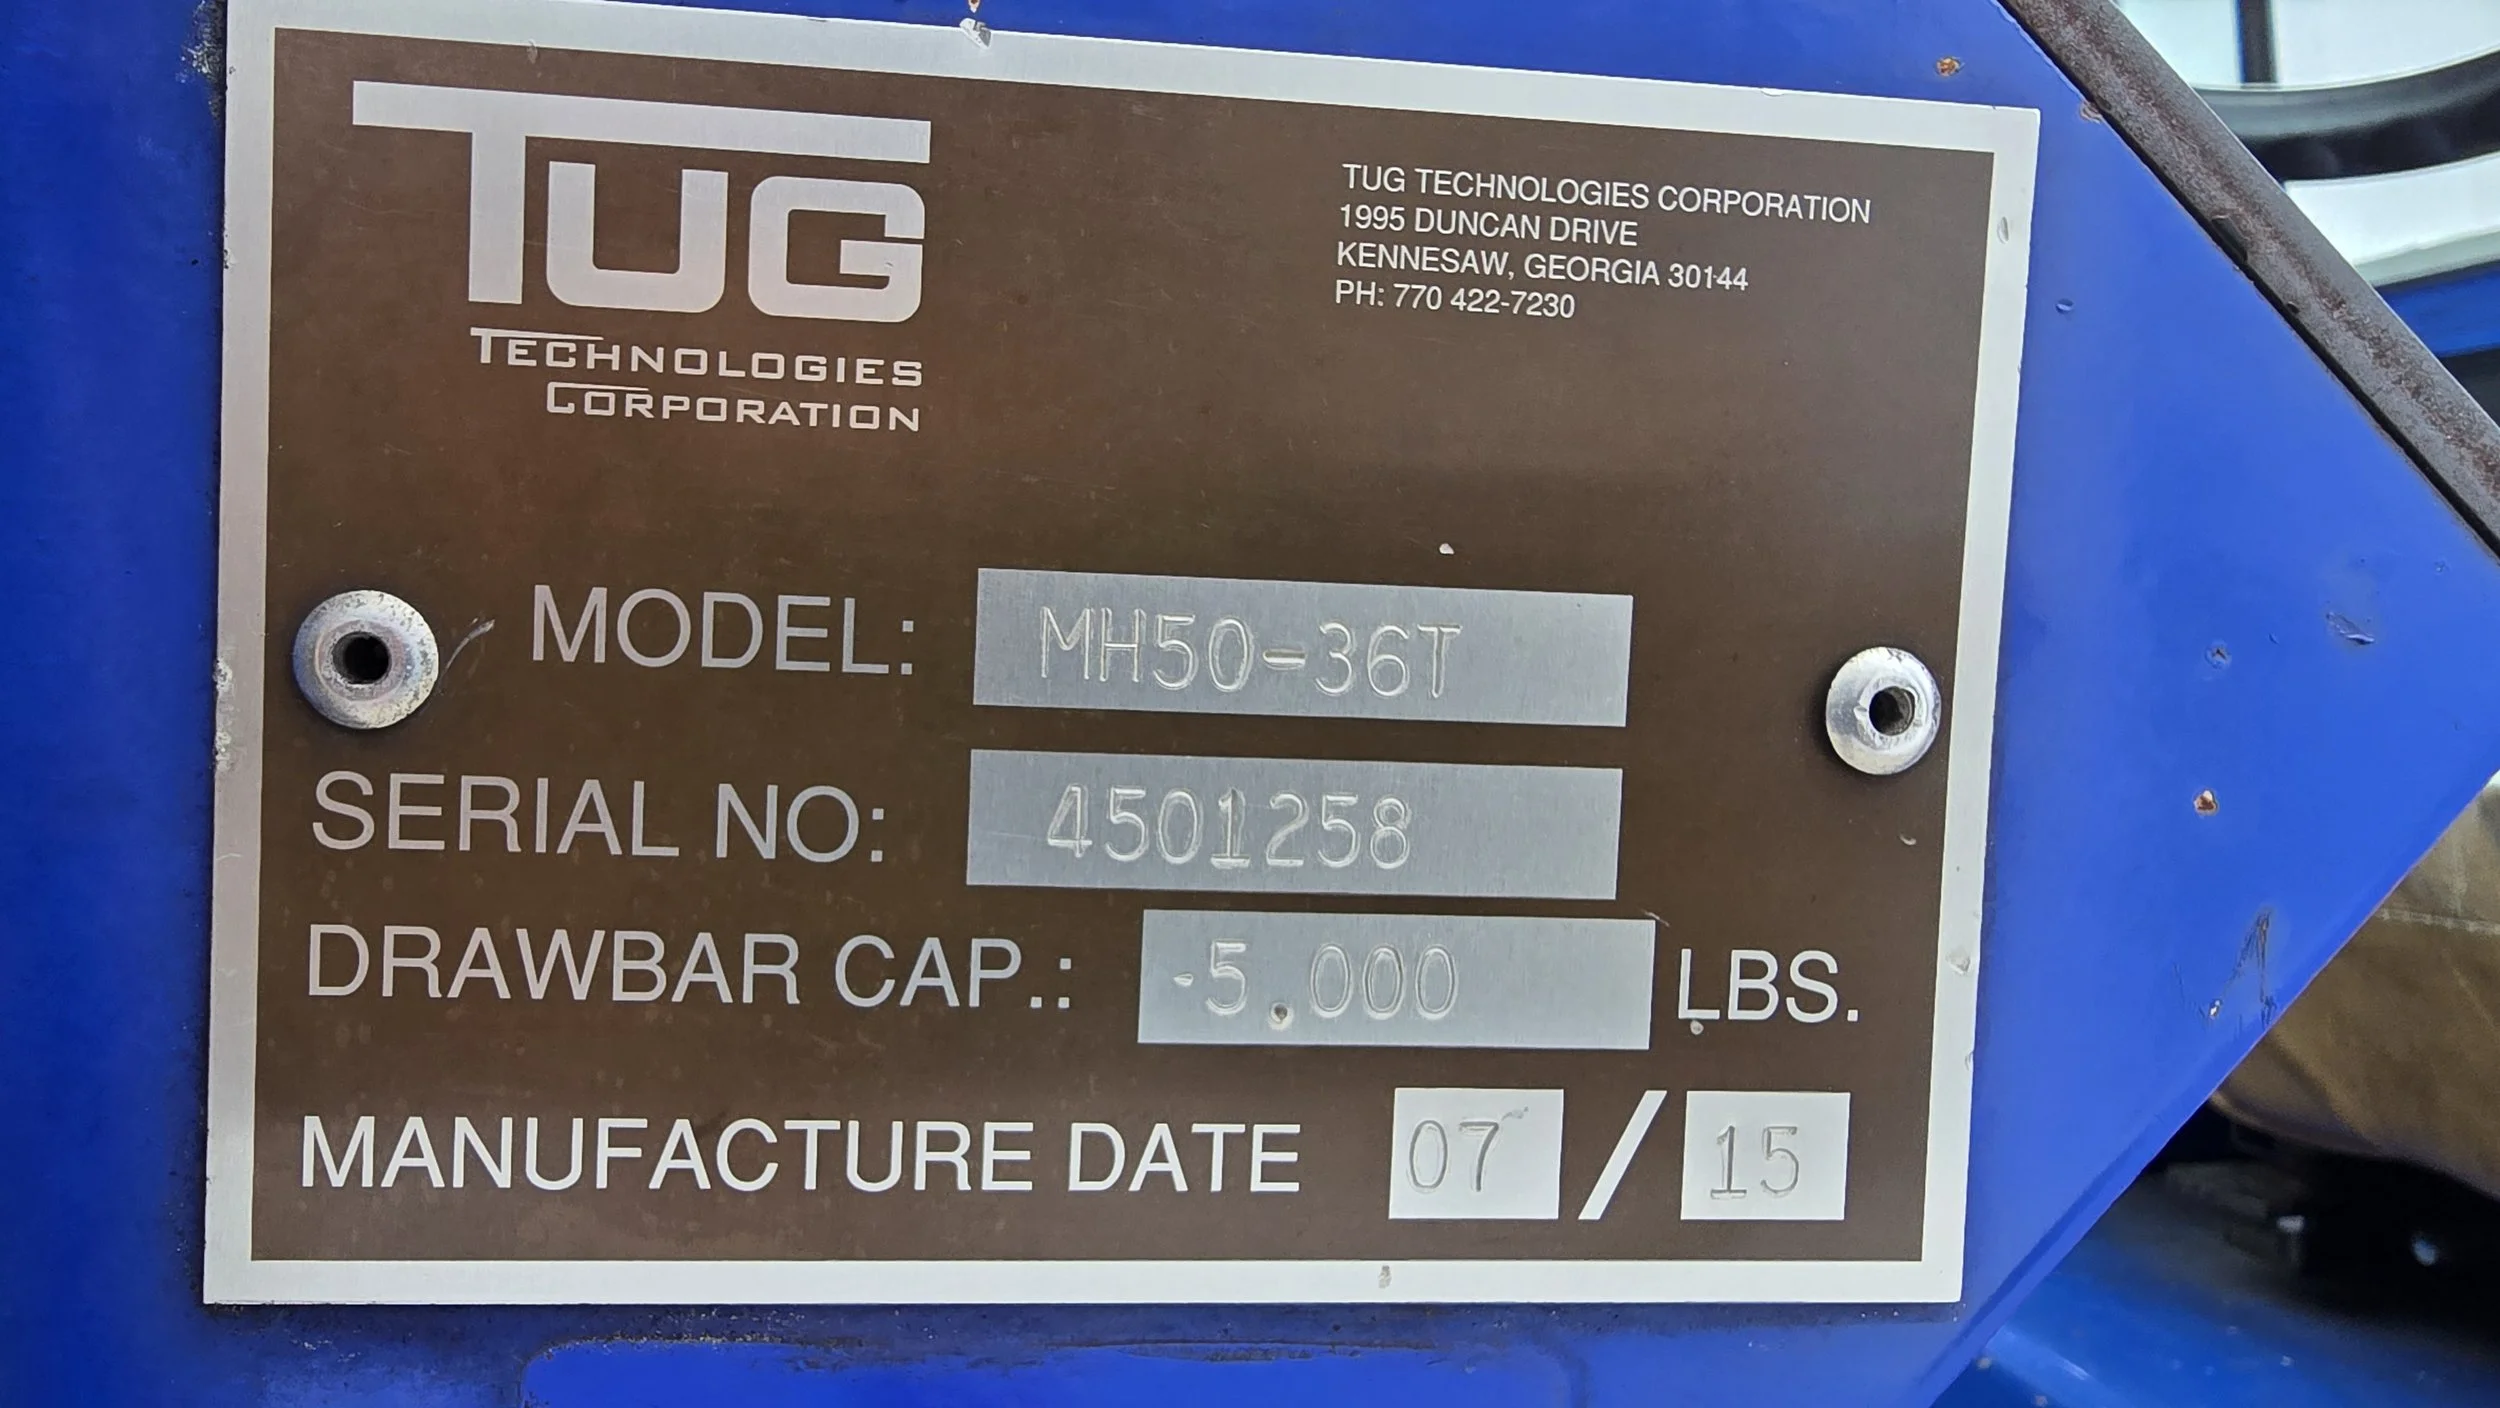 TUG
TECHNOLOGIES
CORPORATION
TUG TECHNOLOGIES CORPORATION
1995 DUNCAN DRIVE
KENNESAW, GEORGIA 30144
PH: 770 422-7230
MODEL: MH50-36T
SERIAL NO: 4501258
DRAWBAR CAP.: -5.000 LBS.
MANUFACTURE DATE 07 / 15